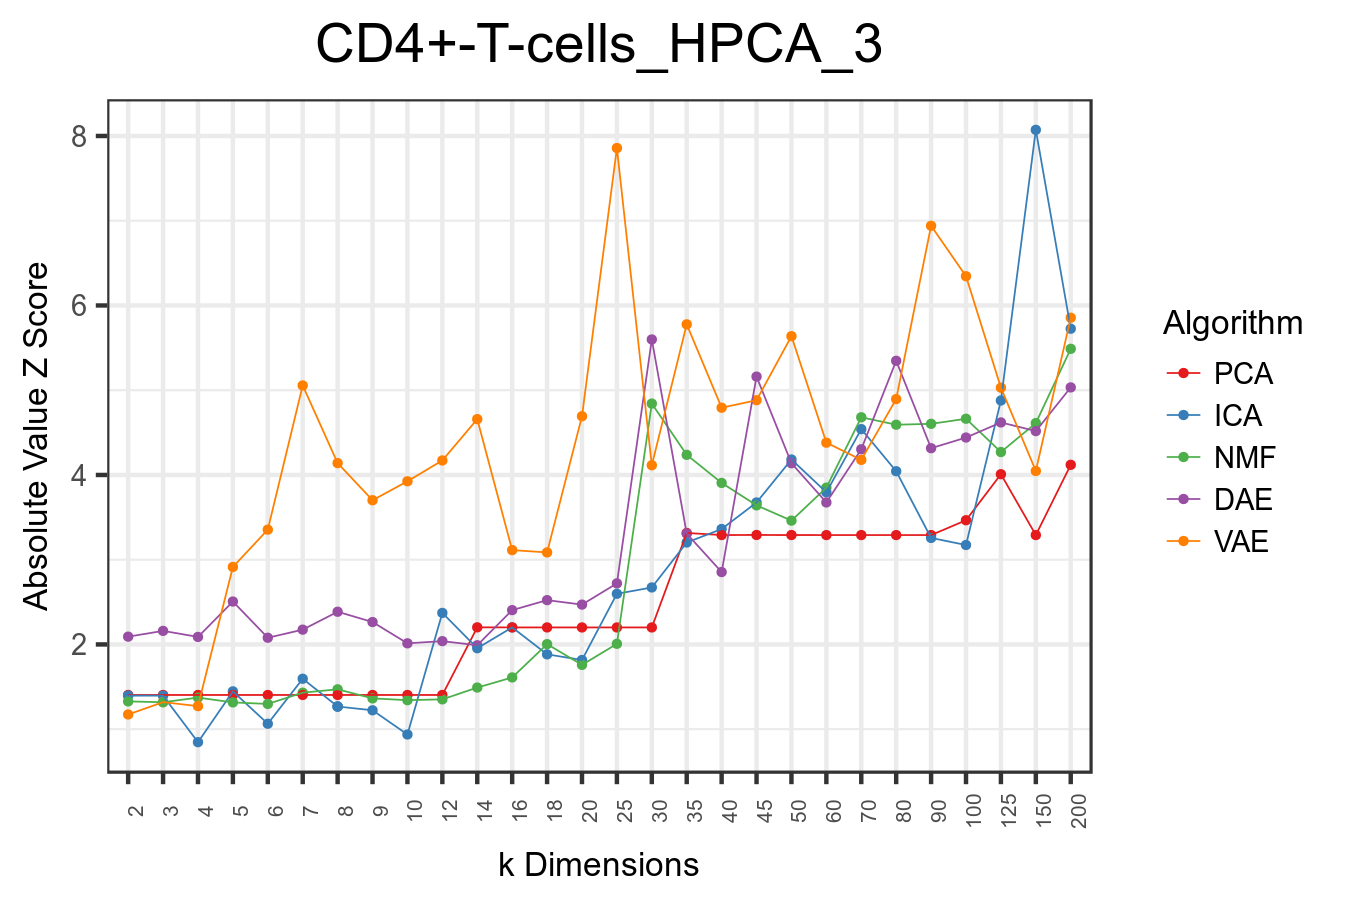 CD4+-T-cells_HPCA_3
Absolute Value Z Score
8
6
4
2
2 3 4 5 6 7 8 9 10 12 14 16 18 20 25 30 35 40 45 50 60 70 80 90 100 125 150 200
k Dimensions
Algorithm
PCA
ICA
NMF
DAE
VAE